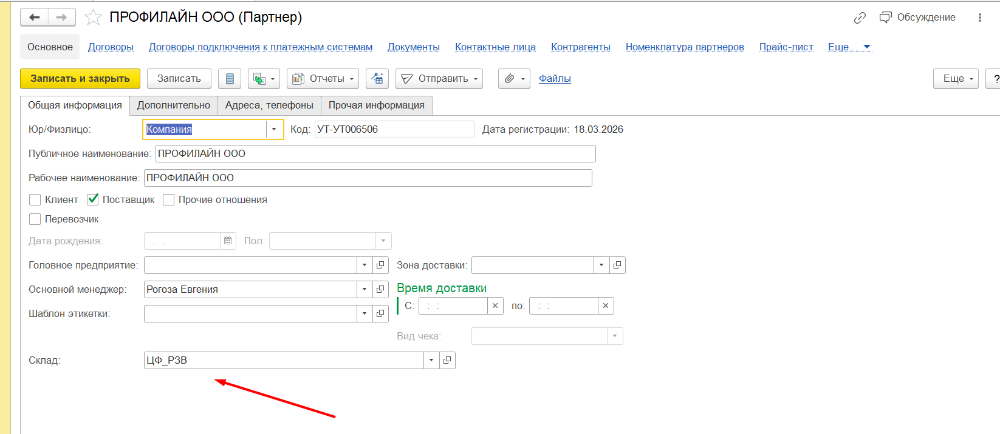 ПРОФИЛАЙН ООО (Партнер)
Обсуждение
Основное Договоры Договоры подключения к платежным системам Документы Контактные лица Контрагенты Номенклатура партнеров Прайс-лист Еще...
Записать и закрыть Записать Отчеты Отправить Файлы Еще ?
Общая информация Дополнительно Адреса, телефоны Прочая информация
Юр/Физлицо: Компания Код: УТ-УТ006506 Дата регистрации: 18.03.2026
Публичное наименование: ПРОФИЛАЙН ООО
Рабочее наименование: ПРОФИЛАЙН ООО
Клиент Поставщик Прочие отношения
Перевозчик
Дата рождения: . . Пол:
Головное предприятие: Зона доставки:
Основной менеджер: Рогоза Евгения Время доставки
С: : : по: : :
Шаблон этикетки:
Вид чека:
Склад: ЦФ_РЗВ